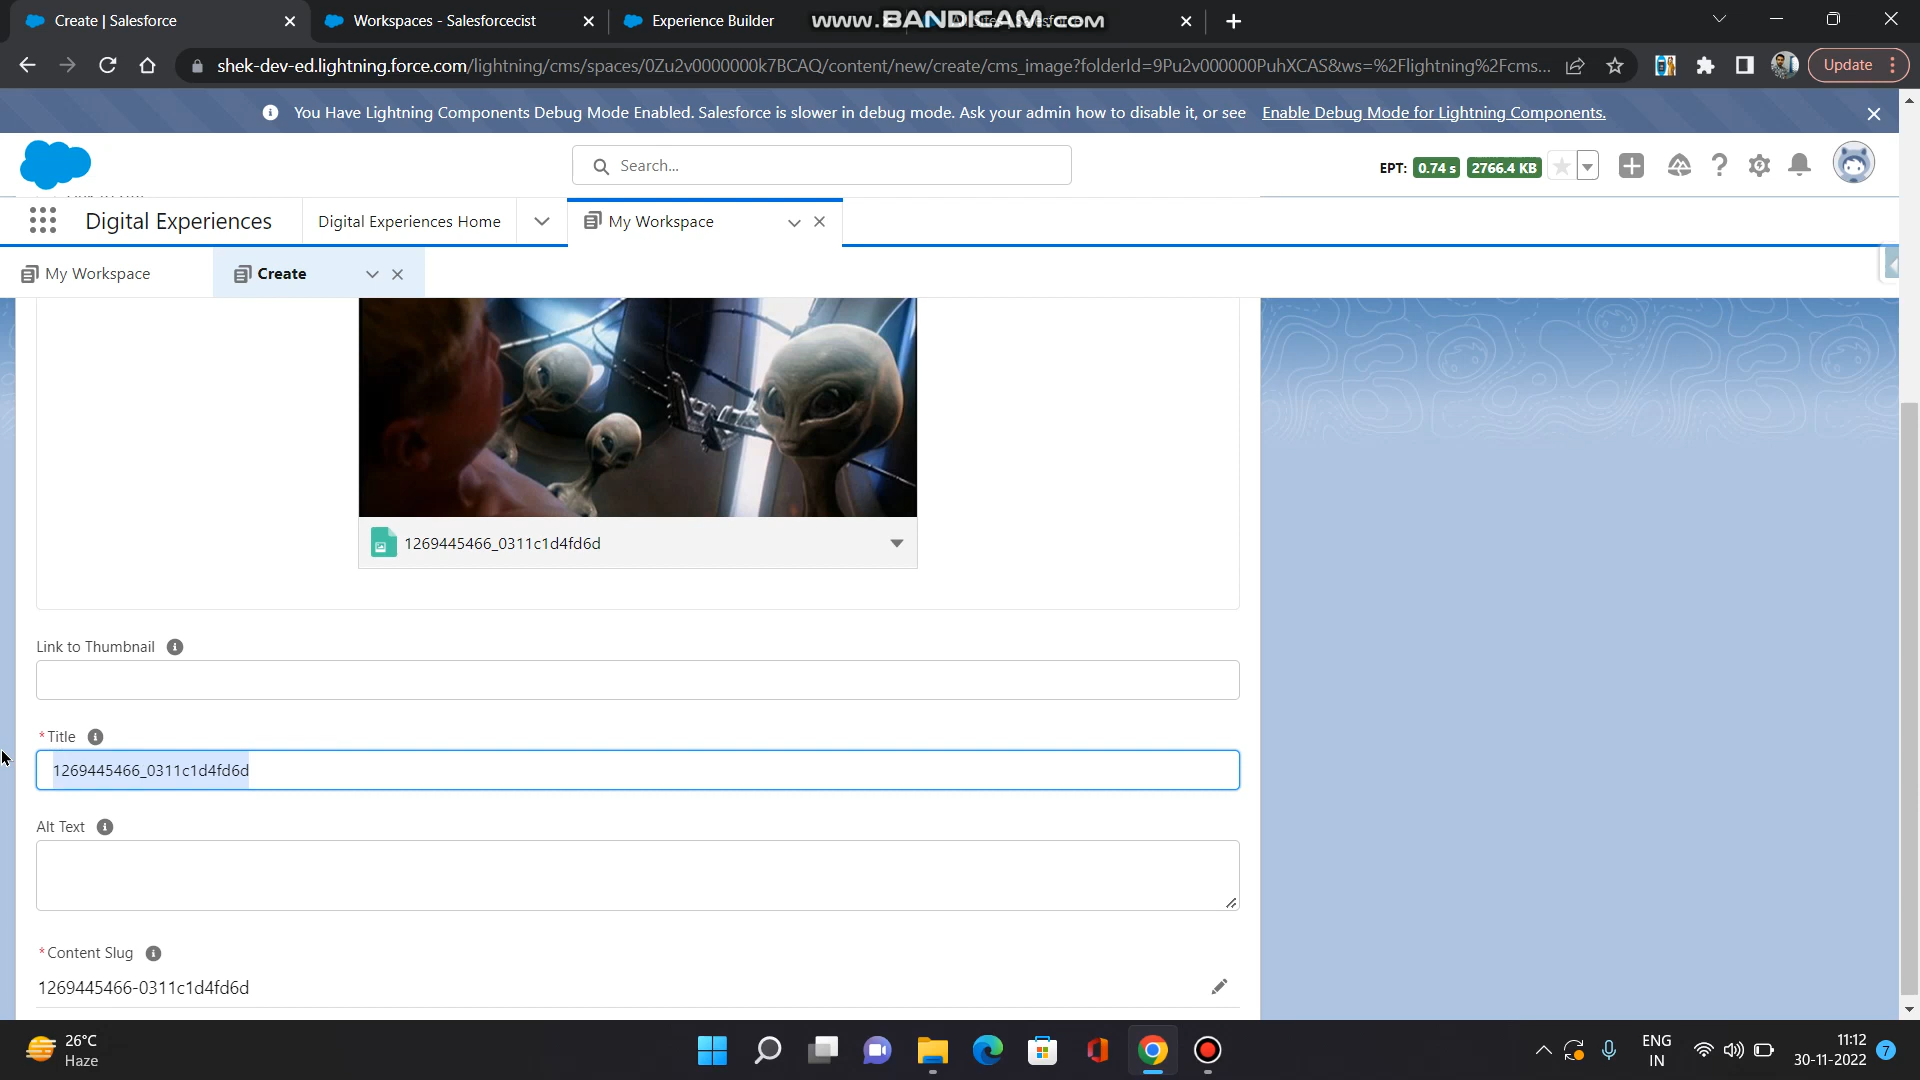 Create | Salesforce
Workspaces - Salesforcecist
Experience Builder
www.BANDICAM.com
shek-dev-ed.lightning.force.com/lightning/cms/spaces/0Zu2v0000000k7BCAQ/content/new/create/cms_image?folderId=9Pu2v000000PuhXCAS&ws=%2Flightning%2Fcms...
Update
You Have Lightning Components Debug Mode Enabled. Salesforce is slower in debug mode. Ask your admin how to disable it, or see Enable Debug Mode for Lightning Components.
Search...
EPT: 0.74 s 2766.4 KB
Digital Experiences
Digital Experiences Home
My Workspace
My Workspace
Create
1269445466_0311c1d4fd6d
Link to Thumbnail
*Title
1269445466_0311c1d4fd6d
Alt Text
*Content Slug
1269445466-0311c1d4fd6d
26°C
Haze
ENG
IN
11:12
30-11-2022
7